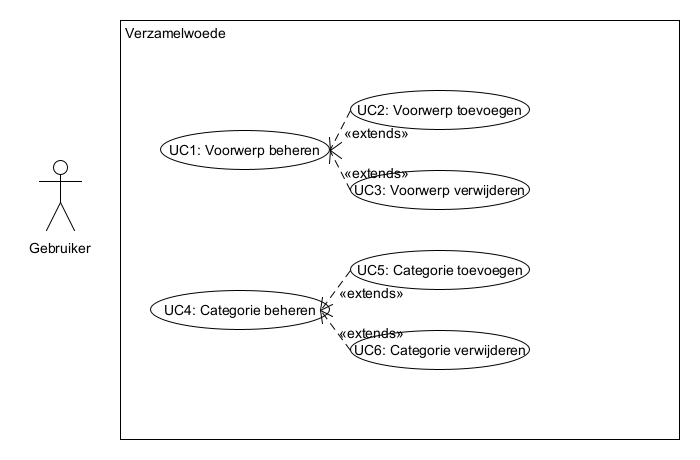 Verzamelwoede
UC2: Voorwerp toevoegen
«extends»
UC1: Voorwerp beheren
«extends»
UC3: Voorwerp verwijderen
Gebruiker
UC5: Categorie toevoegen
«extends»
UC4: Categorie beheren
«extends»
UC6: Categorie verwijderen